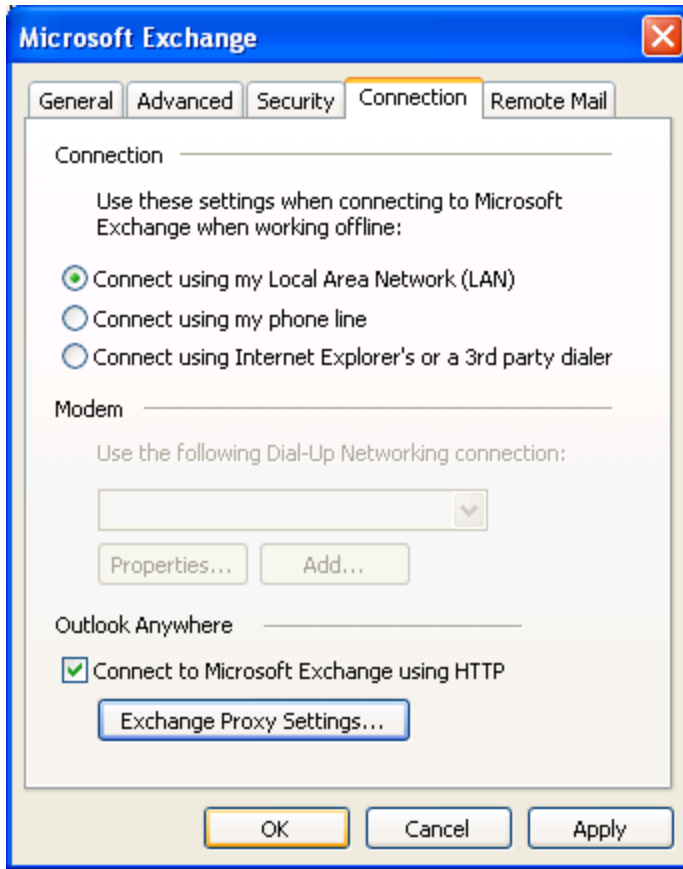 Microsoft Exchange
General Advanced Security Connection Remote Mail
Connection
Use these settings when connecting to Microsoft
Exchange when working offline:
Connect using my Local Area Network (LAN)
Connect using my phone line
Connect using Internet Explorer's or a 3rd party dialer
Modem
Use the following Dial-Up Networking connection:
Properties... Add...
Outlook Anywhere
Connect to Microsoft Exchange using HTTP
Exchange Proxy Settings...
OK Cancel Apply